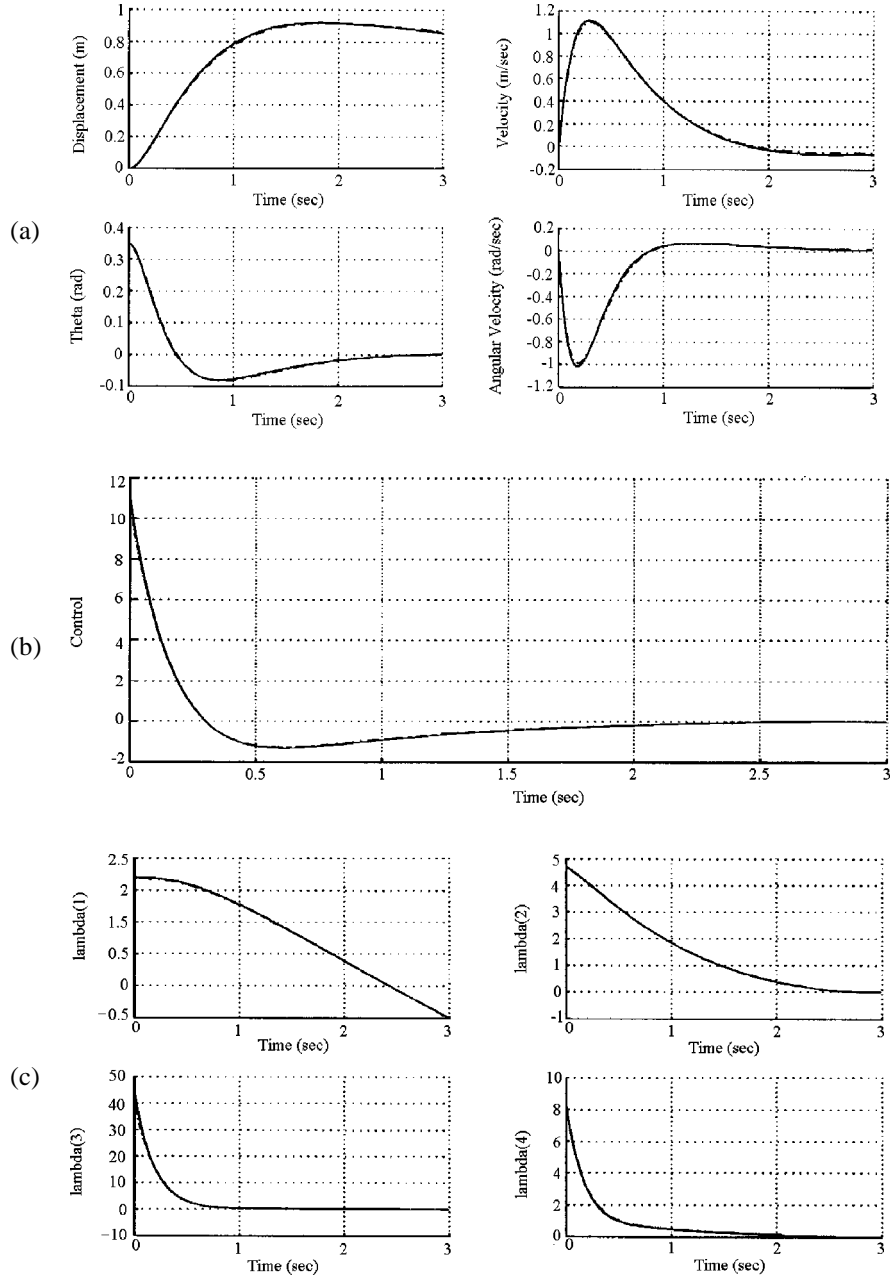 1
0.8
0.6
0.4
0.2
0
0 1 2 3
Displacement (m)
Time (sec)
1.2
1
0.8
0.6
0.4
0.2
0
-0.2
0 1 2 3
Velocity (m/sec)
Time (sec)
(a)
0.4
0.3
0.2
0.1
0
-0.1
0 1 2 3
Theta (rad)
Time (sec)
0.2
0
-0.2
-0.4
-0.6
-0.8
-1
-1.2
0 1 2 3
Angular Velocity (rad/sec)
Time (sec)
(b)
12
10
8
6
4
2
0
-2
0 0.5 1 1.5 2 2.5 3
Control
Time (sec)
(c)
2.5
2
1
0.5
0
−0.5
0 1 2 3
lambda(1)
Time (sec)
5
4
3
2
1
0
1
0 1 2 3
lambda(2)
Time (sec)
50
40
30
20
10
0
−10
0 1 2 3
lambda(3)
Time (sec)
10
8
6
4
2
0
0 1 2 3
lambda(4)
Time (sec)